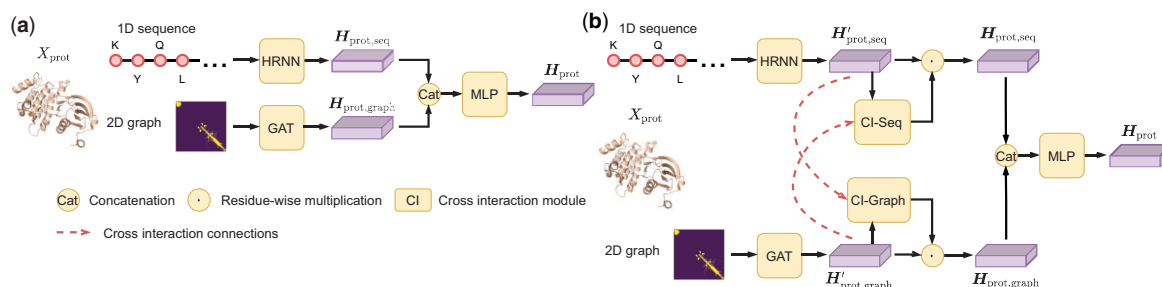 (a)
1D sequence
X_prot
K
Q
Y
L
...
HRNN
H_prot,seq
2D graph
GAT
H_prot,graph
Cat
MLP
H_prot
Cat Concatenation
· Residue-wise multiplication
CI Cross interaction module
Cross interaction connections
(b)
1D sequence
K
Q
Y
L
...
HRNN
H′_prot,seq
·
H_prot,seq
CI-Seq
X_prot
Cat
MLP
H_prot
CI-Graph
2D graph
GAT
H′_prot,graph
·
H_prot,graph